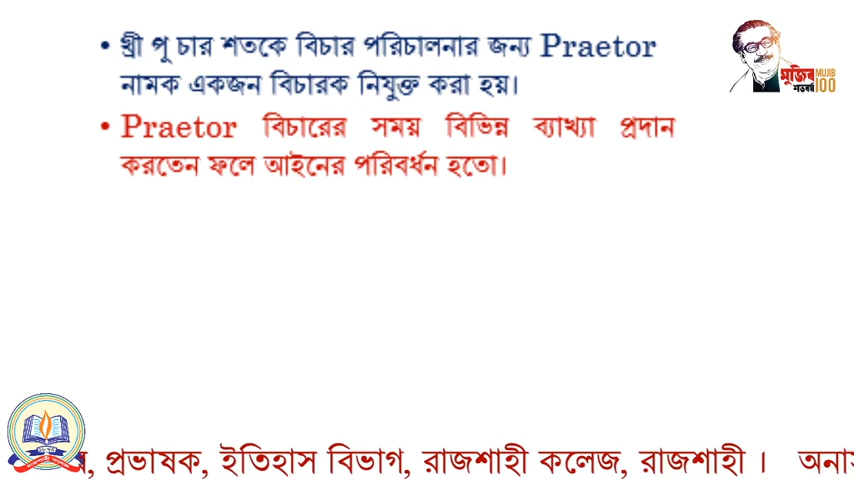 • খ্রী পূ চার শতকে বিচার পরিচালনার জন্য Praetor
নামক একজন বিচারক নিযুক্ত করা হয়।
• Praetor বিচারের সময় বিভিন্ন ব্যাখ্যা প্রদান
করতেন ফলে আইনের পরিবর্ধন হতো।
মুজিব
শতবর্ষ
MUJIB
100
, প্রভাষক, ইতিহাস বিভাগ, রাজশাহী কলেজ, রাজশাহী ।